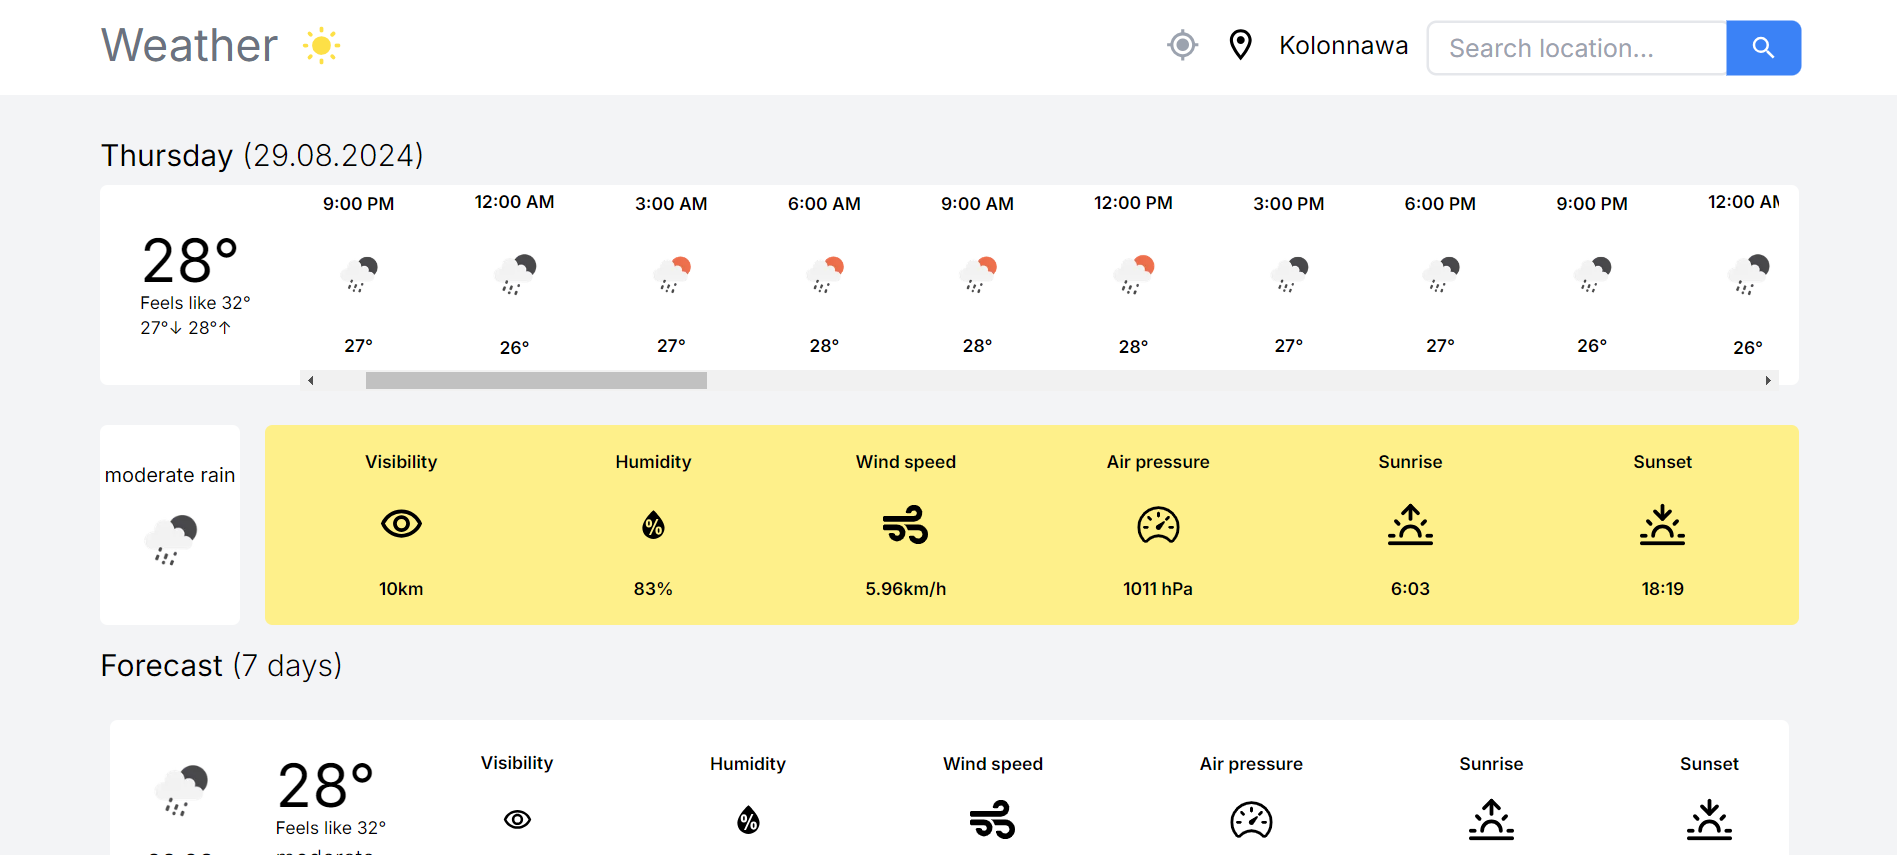 Weather
Kolonnawa
Search location...
Thursday (29.08.2024)
28°
Feels like 32°
27°↓ 28°↑
9:00 PM 12:00 AM 3:00 AM 6:00 AM 9:00 AM 12:00 PM 3:00 PM 6:00 PM 9:00 PM 12:00 AM
27° 26° 27° 28° 28° 28° 27° 27° 26° 26°
moderate rain
Visibility Humidity Wind speed Air pressure Sunrise Sunset
%
10km 83% 5.96km/h 1011 hPa 6:03 18:19
Forecast (7 days)
28°
Feels like 32°
moderate
Visibility Humidity Wind speed Air pressure Sunrise Sunset
%